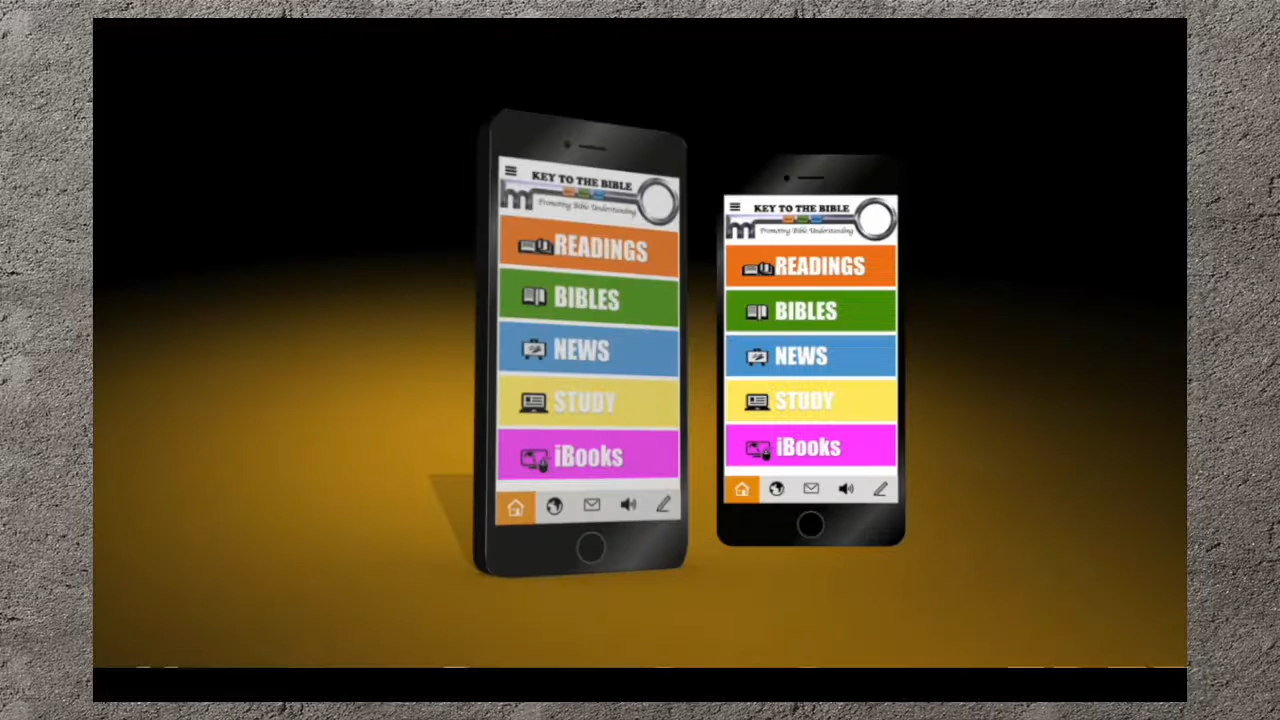 KEY TO THE BIBLE
Promoting Bible Understanding
READINGS
BIBLES
NEWS
STUDY
iBooks
KEY TO THE BIBLE
Promoting Bible Understanding
READINGS
BIBLES
NEWS
STUDY
iBooks